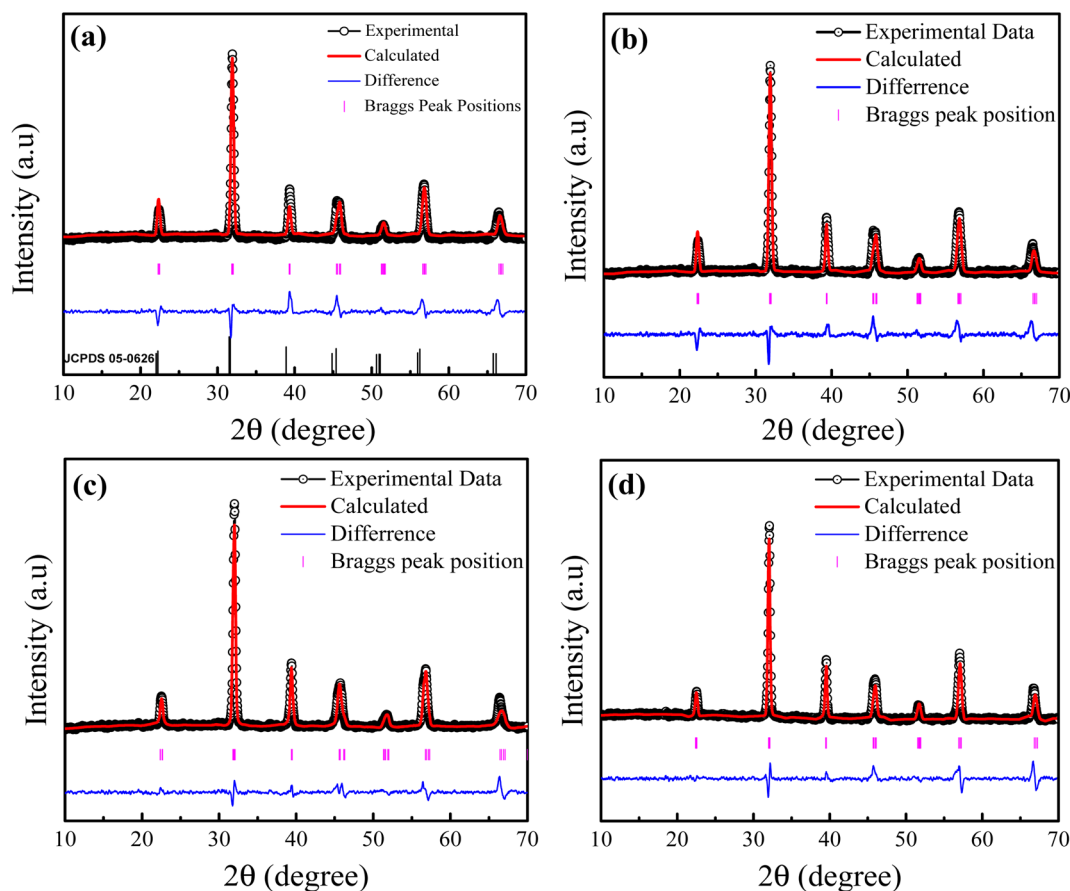 (a)
Experimental
Calculated
Difference
Braggs Peak Positions
Intensity (a.u)
JCPDS 05-0626
10 20 30 40 50 60 70
2θ (degree)
(b)
Experimental Data
Calculated
Differrence
Braggs peak position
Intensity (a.u)
10 20 30 40 50 60 70
2θ (degree)
(c)
Experimental Data
Calculated
Differrence
Braggs peak position
Intensity (a.u)
10 20 30 40 50 60 70
2θ (degree)
(d)
Experimental Data
Calculated
Differrence
Braggs peak position
Intensity (a.u)
10 20 30 40 50 60 70
2θ (degree)